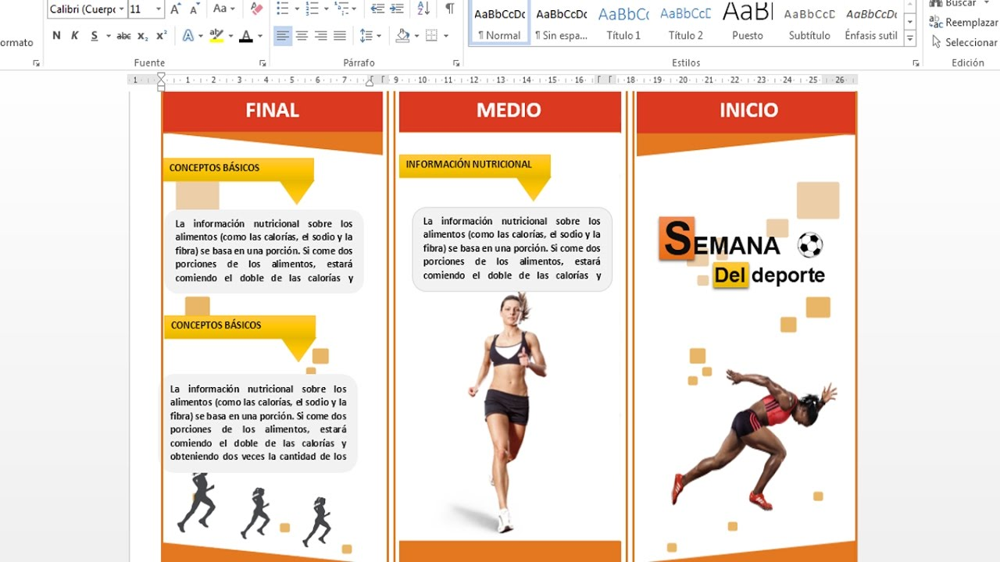 Calibri (Cuerpo
11
Aa
Buscar
Reemplazar
Seleccionar
ormato
N K S abc x₂ x² A ab A
AaBbCcDc AaBbCcDc AaBbC( AaBbCcD AaBl AaBbCcD AaBbCcDc
¶ Normal ¶ Sin espa... Título 1 Título 2 Puesto Subtítulo Énfasis sutil
Fuente Párrafo Estilos Edición
1 1 2 3 4 5 6 7 9 10 11 12 13 14 15 16 18 19 20 21 22 23 24 25 26
FINAL
CONCEPTOS BÁSICOS
La información nutricional sobre los
alimentos (como las calorías, el sodio y la
fibra) se basa en una porción. Si come dos
porciones de los alimentos, estará
comiendo el doble de las calorías y
CONCEPTOS BÁSICOS
La información nutricional sobre los
alimentos (como las calorías, el sodio y la
fibra) se basa en una porción. Si come dos
porciones de los alimentos, estará
comiendo el doble de las calorías y
obteniendo dos veces la cantidad de los
MEDIO
INFORMACIÓN NUTRICIONAL
La información nutricional sobre los
alimentos (como las calorías, el sodio y la
fibra) se basa en una porción. Si come dos
porciones de los alimentos, estará
comiendo el doble de las calorías y
INICIO
SEMANA
Del deporte